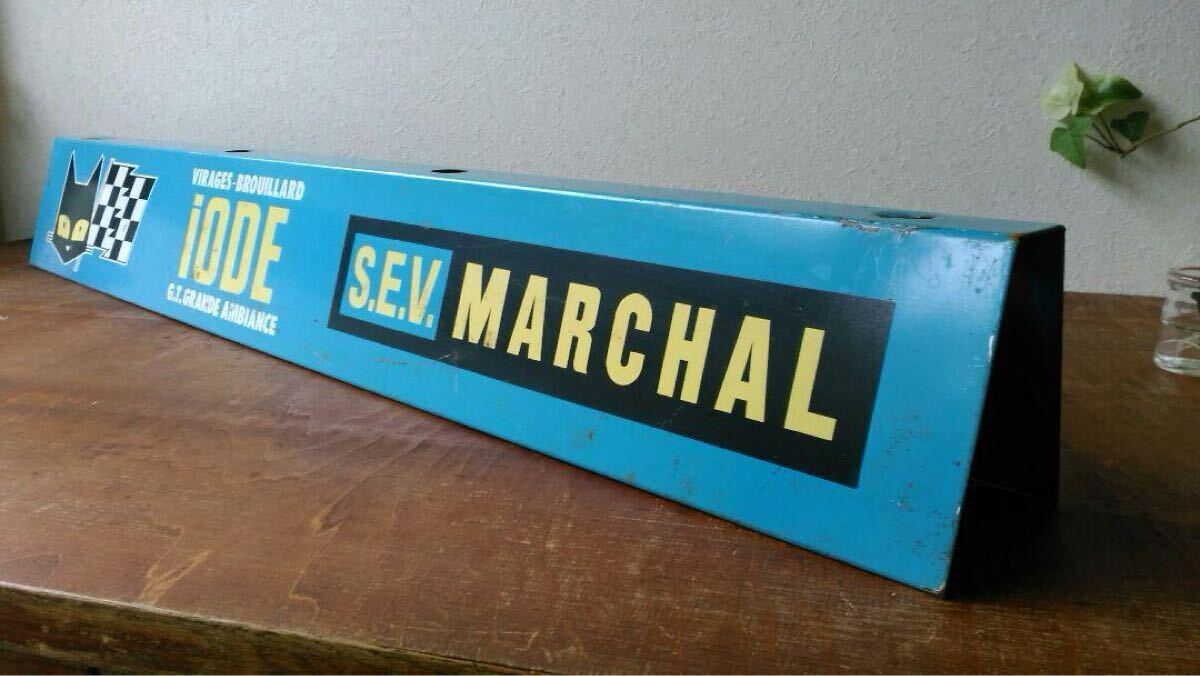 VIRAGES-BROUILLARD
iODE
G.T. GRANDE AMBIANCE
S.E.V. MARCHAL